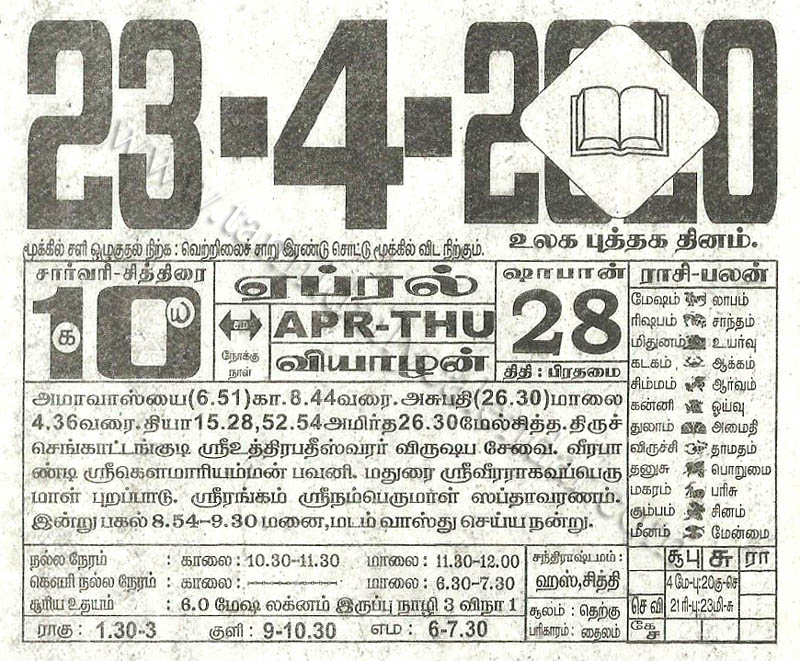 23-4-2020
மூக்கில் சளி ஒழுகுதல் நிற்க : வெற்றிலைச் சாறு இரண்டு சொட்டு மூக்கில் விட நிற்கும்.
உலக புத்தக தினம்.
சார்வரி-சித்திரை
10
க ய
ஏப்ரல்
சம நோக்கு நாள்
APR-THU
வியாழன்
ஷாபான்
28
திதி : பிரதமை
ராசி-பலன்
மேஷம் லாபம்
ரிஷபம் சாந்தம்
மிதுனம் உயர்வு
கடகம் ஆக்கம்
சிம்மம் ஆர்வம்
கன்னி ஓய்வு
துலாம் அமைதி
விருச்சி தாமதம்
தனுசு பொறுமை
மகரம் பரிசு
கும்பம் சினம்
மீனம் மேன்மை
அமாவாஸ்யை(6.51)கா.8.44வரை.அசுபதி(26.30)மாலை
4.36வரை.தியா15.28,52.54அமிர்த26.30மேல்சித்த.திருச்
செங்காட்டங்குடி ஸ்ரீஉத்திரபதீஸ்வரர் விருஷப சேவை. வீரபா
ண்டி ஸ்ரீகௌமாரியம்மன் பவனி. மதுரை ஸ்ரீவீரராகவப்பெரு
மாள் புறப்பாடு. ஸ்ரீரங்கம் ஸ்ரீநம்பெருமாள் ஸப்தாவரணம்.
இன்று பகல் 8.54-9.30 மனை,மடம் வாஸ்து செய்ய நன்று.
நல்ல நேரம் : காலை: 10.30-11.30 மாலை: 11.30-12.00
கௌரி நல்ல நேரம் : காலை: மாலை : 6.30-7.30
சூரிய உதயம் : 6.0 மேஷ லக்னம் இருப்பு நாழி 3 விநா 1
ராகு : 1.30-3 குளி : 9-10.30 எம : 6-7.30
சந்திராஷ்டமம் :
ஹஸ்,சித்தி
சூலம் : தெற்கு
பரிகாரம் : தைலம்
சூபு சு ரா
4 மே-பு:20கு-செ
செ வி 21ரி-பு:23மி-சு
கே